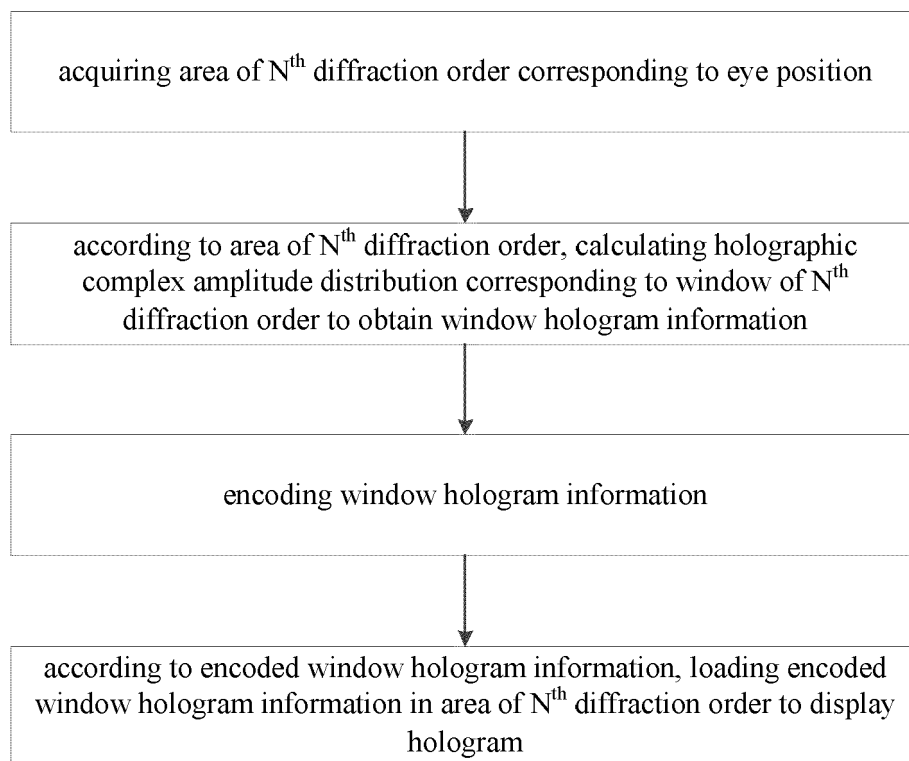 acquiring area of Nth diffraction order corresponding to eye position
according to area of Nth diffraction order, calculating holographic
complex amplitude distribution corresponding to window of Nth
diffraction order to obtain window hologram information
encoding window hologram information
according to encoded window hologram information, loading encoded
window hologram information in area of Nth diffraction order to display
hologram